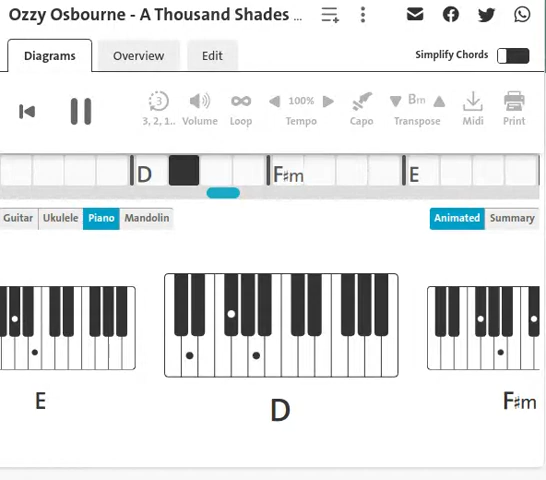 Ozzy Osbourne - A Thousand Shades ...
Diagrams Overview Edit Simplify Chords
3 100% Bm
3, 2, 1.. Volume Loop Tempo Capo Transpose Midi Print
D F♯m E
Guitar Ukulele Piano Mandolin Animated Summary
E D F♯m